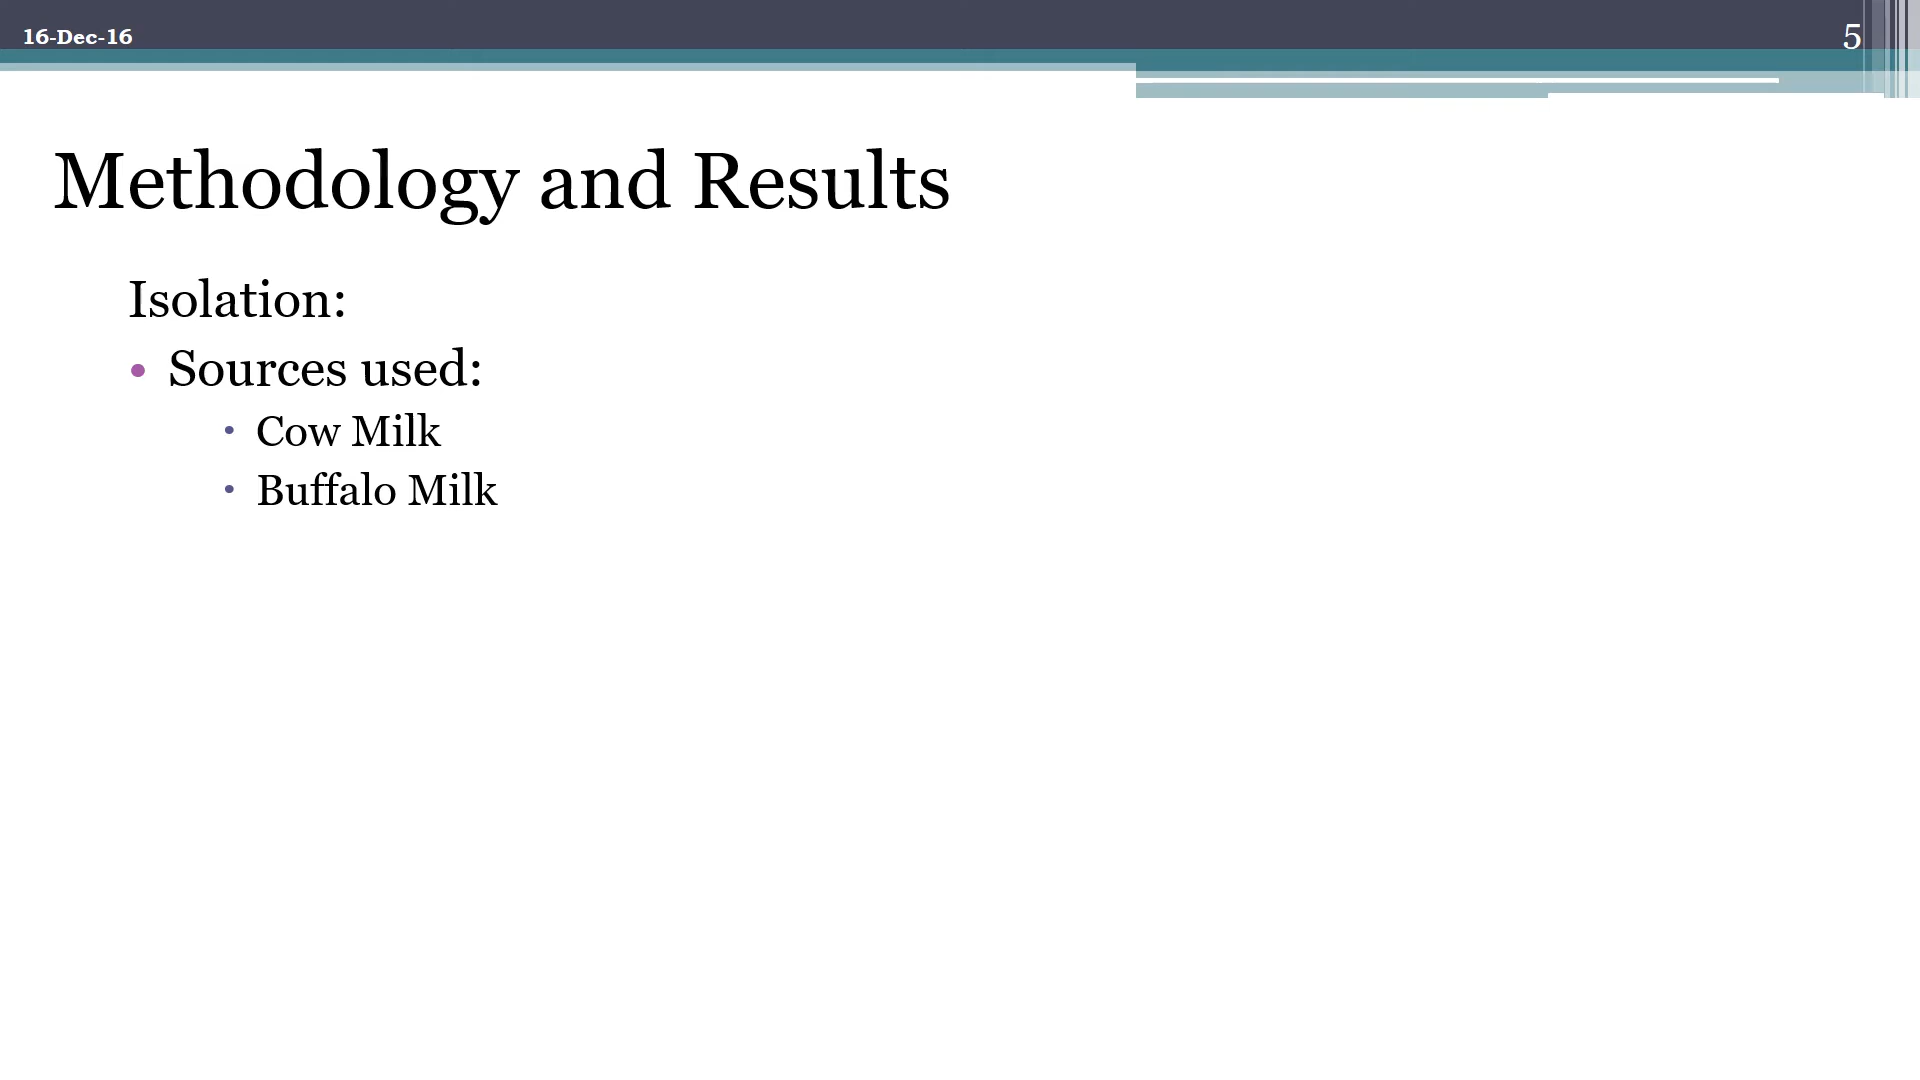 16-Dec-16
5
Methodology and Results
Isolation:
• Sources used:
• Cow Milk
• Buffalo Milk